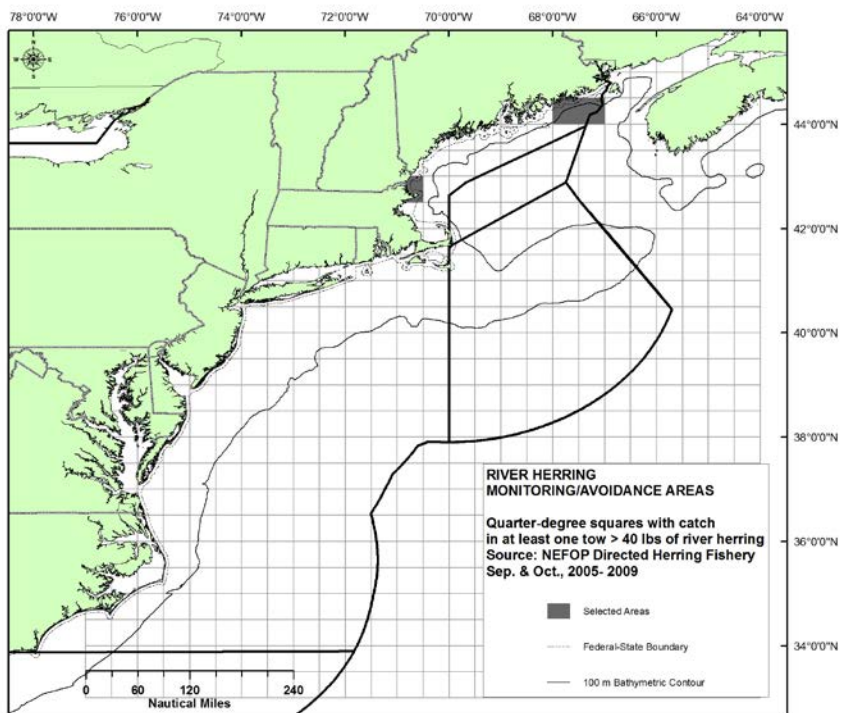 78°0'0"W 76°0'0"W 74°0'0"W 72°0'0"W 70°0'0"W 68°0'0"W 66°0'0"W 64°0'0"W
N
W E
S
44°0'0"N
42°0'0"N
40°0'0"N
38°0'0"N
36°0'0"N
34°0'0"N
RIVER HERRING
MONITORING/AVOIDANCE AREAS
Quarter-degree squares with catch
in at least one tow > 40 lbs of river herring
Source: NEFOP Directed Herring Fishery
Sep. & Oct., 2005- 2009
Selected Areas
Federal-State Boundary
100 m Bathymetric Contour
0 60 120 240
Nautical Miles